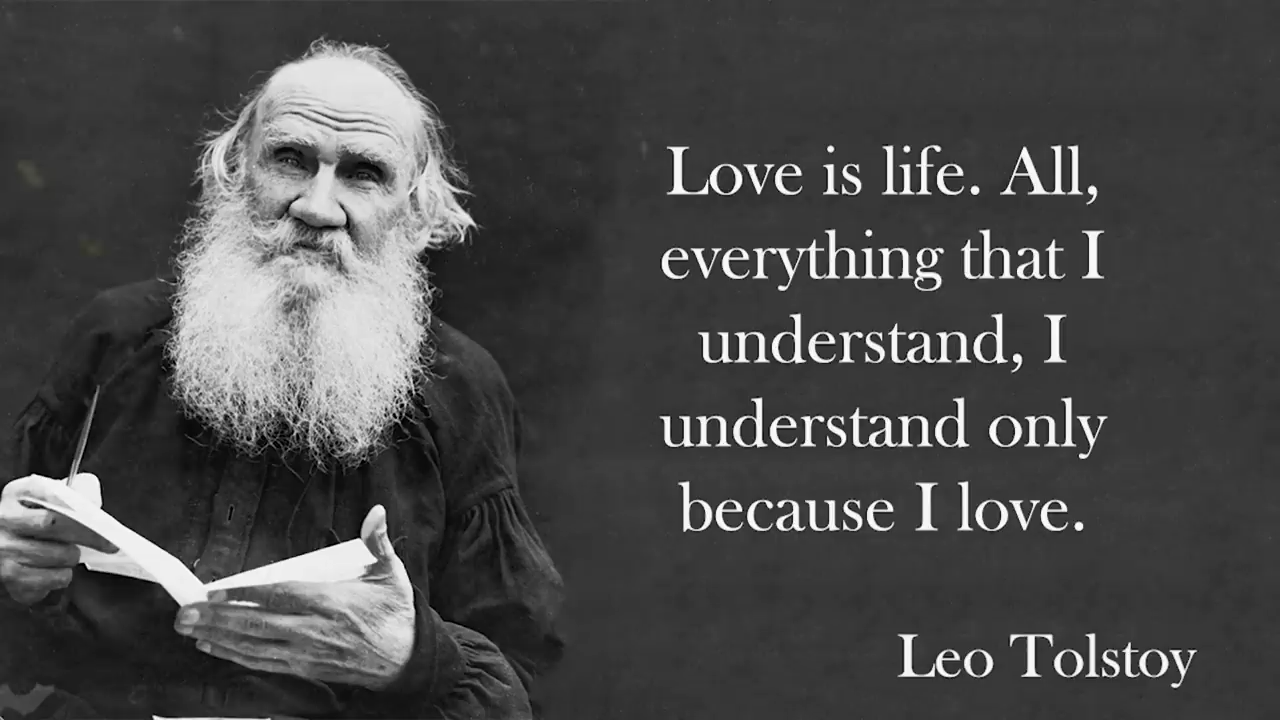 Love is life. All,
everything that I
understand, I
understand only
because I love.
Leo Tolstoy